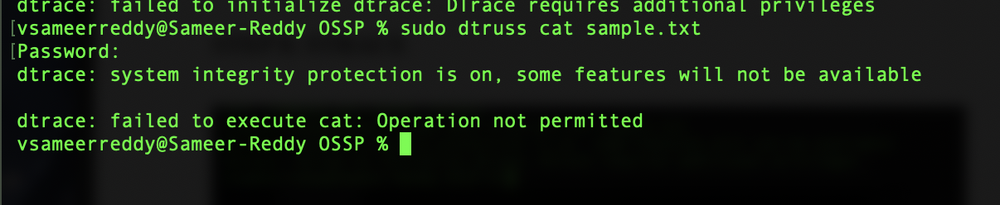 dtrace: failed to initialize dtrace: DTrace requires additional privileges
[vsameerreddy@Sameer-Reddy OSSP % sudo dtruss cat sample.txt
[Password:
dtrace: system integrity protection is on, some features will not be available
dtrace: failed to execute cat: Operation not permitted
vsameerreddy@Sameer-Reddy OSSP %